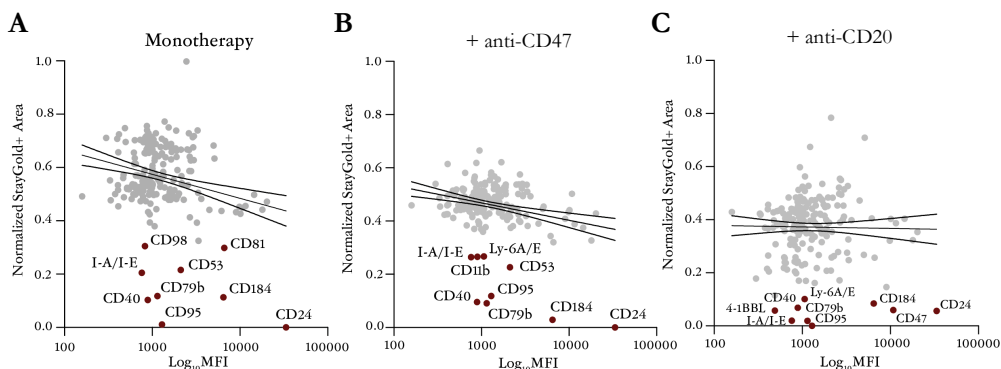 A
Monotherapy
Normalized StayGold+ Area
1.0
0.8
0.6
0.4
0.2
0.0
CD98
CD81
I-A/I-E
CD53
CD79b
CD40
CD184
CD95
CD24
100
1000
10000
100000
Log₁₀MFI
B
+ anti-CD47
Normalized StayGold+ Area
1.0
0.8
0.6
0.4
0.2
0.0
I-A/I-E
Ly-6A/E
CD11b
CD53
CD95
CD40
CD79b
CD184
CD24
100
1000
10000
100000
Log₁₀MFI
C
+ anti-CD20
Normalized StayGold+ Area
1.0
0.8
0.6
0.4
0.2
0.0
CD40
Ly-6A/E
4-1BBL
CD79b
CD184
CD24
I-A/I-E
CD95
CD47
100
1000
10000
100000
Log₁₀MFI